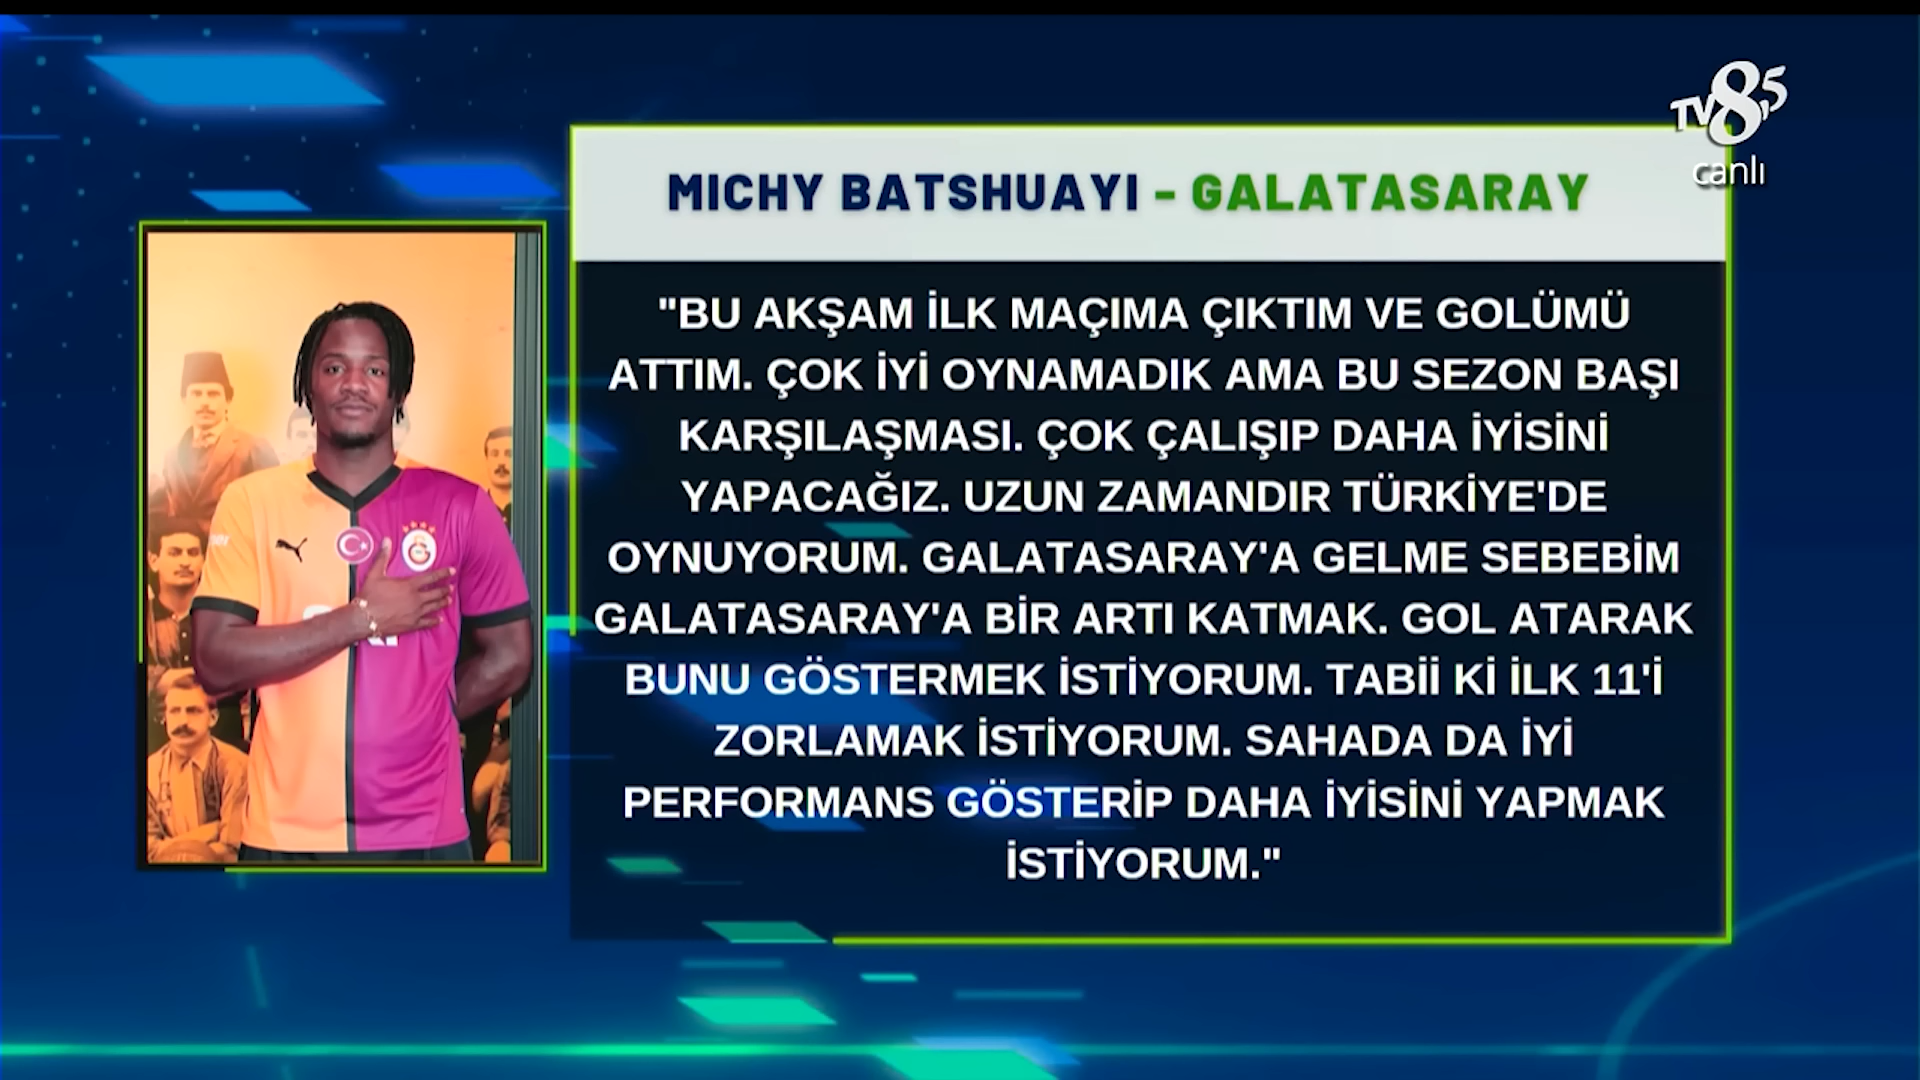 TV8,5
canlı
MICHY BATSHUAYI - GALATASARAY
"BU AKŞAM İLK MAÇIMA ÇIKTIM VE GOLÜMÜ
ATTIM. ÇOK İYİ OYNAMADIK AMA BU SEZON BAŞI
KARŞILAŞMASI. ÇOK ÇALIŞIP DAHA İYİSİNİ
YAPACAĞIZ. UZUN ZAMANDIR TÜRKİYE'DE
OYNUYORUM. GALATASARAY'A GELME SEBEBİM
GALATASARAY'A BİR ARTI KATMAK. GOL ATARAK
BUNU GÖSTERMEK İSTİYORUM. TABİİ Kİ İLK 11'İ
ZORLAMAK İSTİYORUM. SAHADA DA İYİ
PERFORMANS GÖSTERİP DAHA İYİSİNİ YAPMAK
İSTİYORUM."